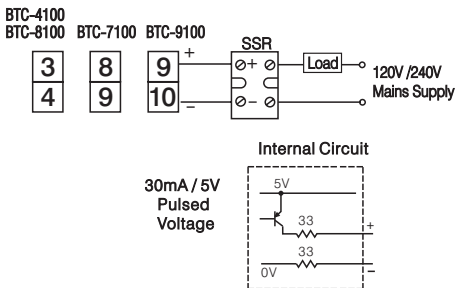 BTC-4100
BTC-8100 BTC-7100 BTC-9100
SSR
3 8 9 + + Load 120V /240V
4 9 10 – – Mains Supply
Internal Circuit
30mA / 5V
Pulsed
Voltage
5V
33 +
33
0V –